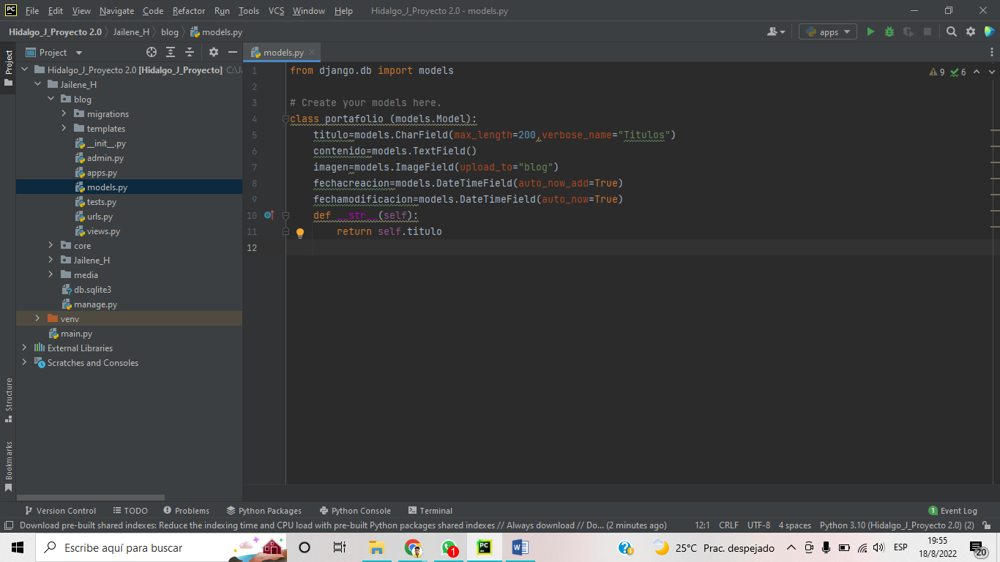 PC File Edit View Navigate Code Refactor Run Tools VCS Window Help Hidalgo_J_Proyecto 2.0 - models.py
Hidalgo_J_Proyecto 2.0 Jailene_H blog models.py apps
Project
Project
models.py
Hidalgo_J_Proyecto 2.0 [Hidalgo_J_Proyecto] C:\J
Jailene_H
blog
migrations
templates
__init__.py
admin.py
apps.py
models.py
tests.py
urls.py
views.py
core
Jailene_H
media
db.sqlite3
manage.py
venv
main.py
External Libraries
Scratches and Consoles
Structure
Bookmarks
9 6
1 from django.db import models
2
3 # Create your models here.
4 class portafolio (models.Model):
5 titulo=models.CharField(max_length=200,verbose_name="Titulos")
6 contenido=models.TextField()
7 imagen=models.ImageField(upload_to="blog")
8 fechacreacion=models.DateTimeField(auto_now_add=True)
9 fechamodificacion=models.DateTimeField(auto_now=True)
10 def __str__(self):
11 return self.titulo
12
Version Control TODO Problems Python Packages Python Console Terminal 1 Event Log
Download pre-built shared indexes: Reduce the indexing time and CPU load with pre-built Python packages shared indexes // Always download // Do... (2 minutes ago) 12:1 CRLF UTF-8 4 spaces Python 3.10 (Hidalgo_J_Proyecto 2.0) (2)
Escribe aquí para buscar 1 PC W 25°C Prac. despejado ESP 19:55
18/8/2022 20